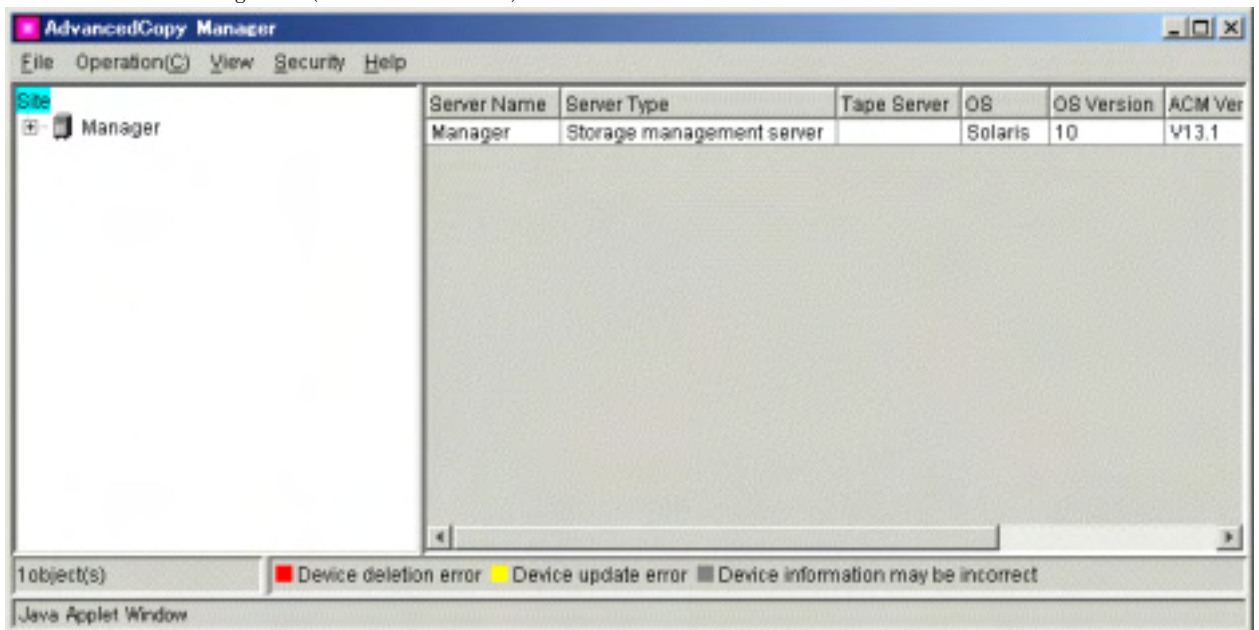 AdvancedCopy Manager
File Operation(C) View Security Help
Site
Manager
Server Name Server Type Tape Server OS OS Version ACM Ver
Manager Storage management server Solaris 10 V13.1
1object(s) Device deletion error Device update error Device information may be incorrect
Java Applet Window